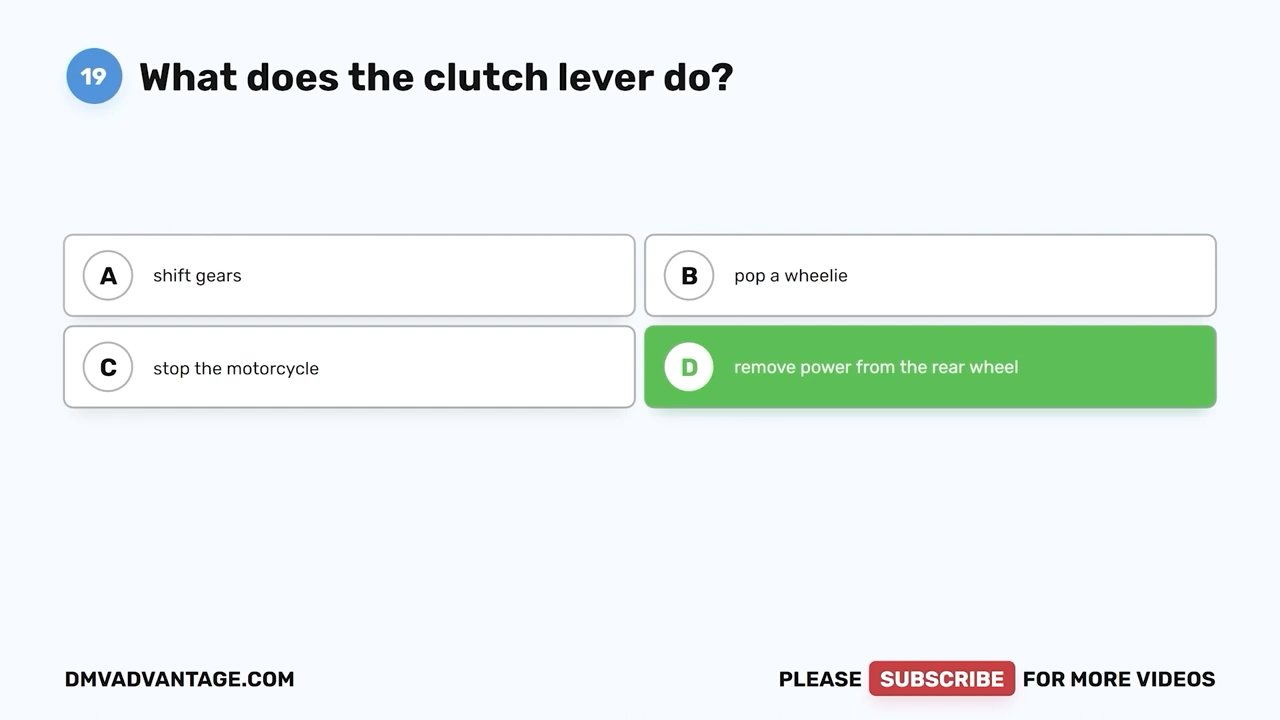 19 What does the clutch lever do?
A shift gears
B pop a wheelie
C stop the motorcycle
D remove power from the rear wheel
DMVADVANTAGE.COM
PLEASE SUBSCRIBE FOR MORE VIDEOS